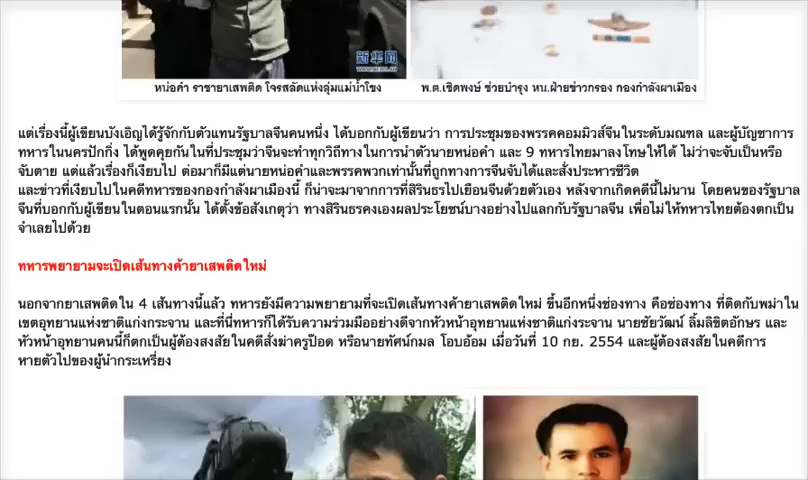 新华网
WWW.NEWS.CN
หน่อคำ ราชายาเสพติด โจรสลัดแห่งลุ่มแม่น้ำโขง
พ.ต.เชิดพงษ์ ช่วยบำรุง หน.ฝ่ายข่าวกรอง กองกำลังผาเมือง
แต่เรื่องนี้ผู้เขียนบังเอิญได้รู้จักกับตัวแทนรัฐบาลจีนคนหนึ่ง ได้บอกกับผู้เขียนว่า การประชุมของพรรคคอมมิวส์จีนในระดับมณฑล และผู้บัญชาการ
ทหารในนครปักกิ่ง ได้พูดคุยกันในที่ประชุมว่าจีนจะทำทุกวิถีทางในการนำตัวนายหน่อคำ และ 9 ทหารไทยมาลงโทษให้ได้ ไม่ว่าจะจับเป็นหรือ
จับตาย แต่แล้วเรื่องก็เงียบไป ต่อมาก็มีแต่นายหน่อคำและพรรคพวกเท่านั้นที่ถูกทางการจีนจับได้และสั่งประหารชีวิต
และข่าวที่เงียบไปในคดีทหารของกองกำลังผาเมืองนี้ ก็น่าจะมาจากการที่สิรินธรไปเยือนจีนด้วยตัวเอง หลังจากเกิดคดีนี้ไม่นาน โดยคนของรัฐบาล
จีนที่บอกกับผู้เขียนในตอนแรกนั้น ได้ตั้งข้อสังเกตุว่า ทางสิรินธรคงเองผลประโยชน์บางอย่างไปแลกกับรัฐบาลจีน เพื่อไม่ให้ทหารไทยต้องตกเป็น
จำเลยไปด้วย
ทหารพยายามจะเปิดเส้นทางค้ายาเสพติดใหม่
นอกจากยาเสพติดใน 4 เส้นทางนี้แล้ว ทหารยังมีความพยายามที่จะเปิดเส้นทางค้ายาเสพติดใหม่ ขึ้นอีกหนึ่งช่องทาง คือช่องทาง ที่ติดกับพม่าใน
เขตอุทยานแห่งชาติแก่งกระจาน และที่นี่ทหารก็ได้รับความร่วมมืออย่างดีจากหัวหน้าอุทยานแห่งชาติแก่งระจาน นายชัยวัฒน์ ลิ้มลิขิตอักษร และ
หัวหน้าอุทยานคนนี้ก็ตกเป็นผู้ต้องสงสัยในคดีสั่งฆ่าครูป๊อด หรือนายทัศน์กมล โอบอ้อม เมื่อวันที่ 10 กย. 2554 และผู้ต้องสงสัยในคดีการ
หายตัวไปของผู้นำกระเหรี่ยง